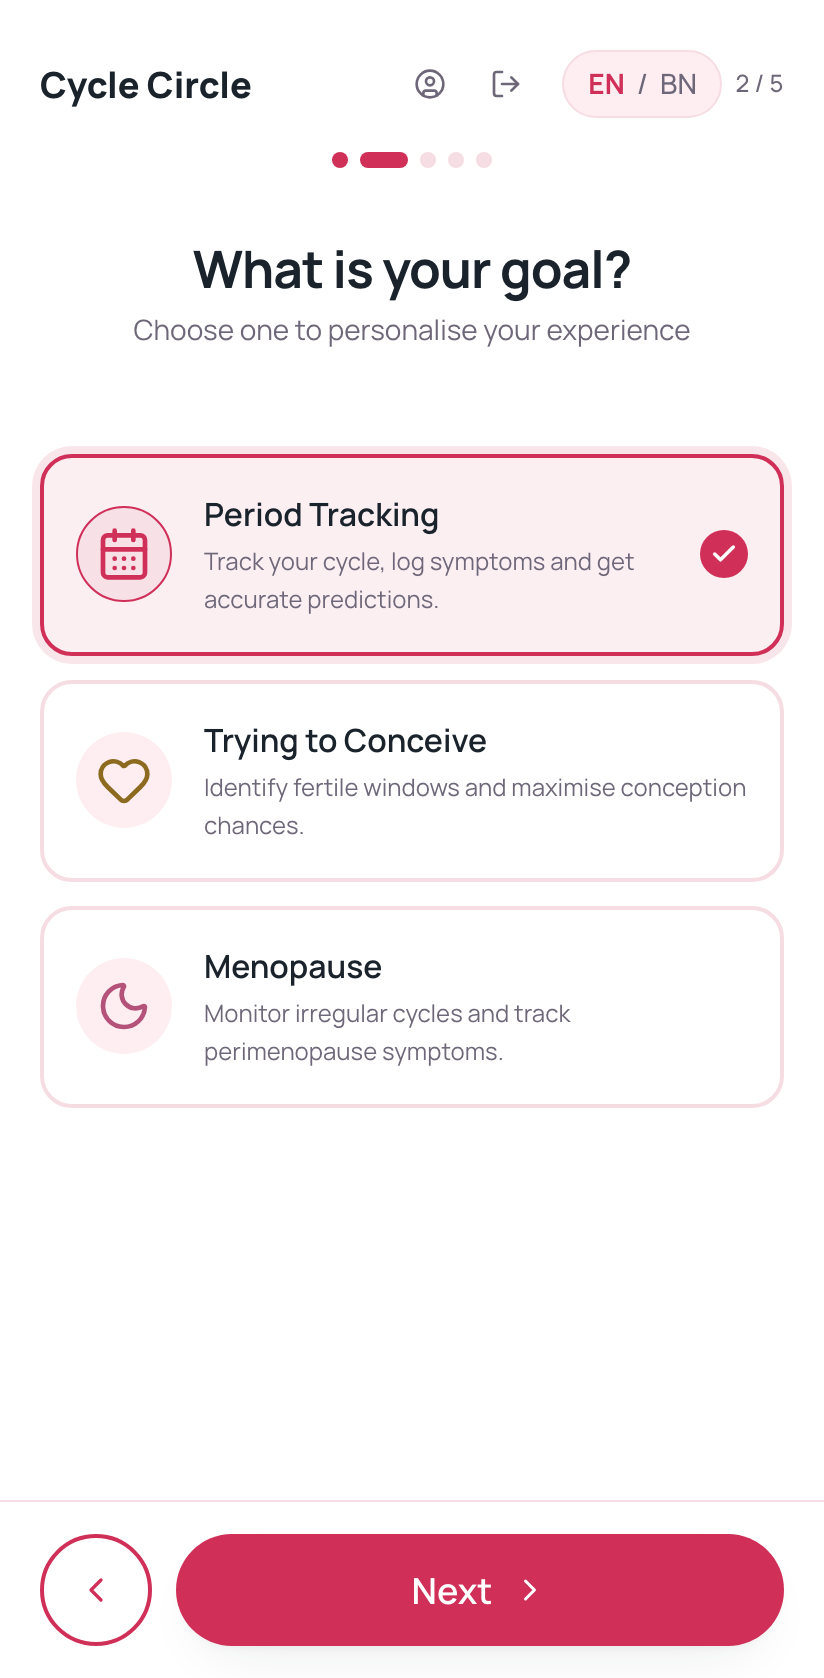 Cycle Circle
EN / BN
2 / 5
What is your goal?
Choose one to personalise your experience
Period Tracking
Track your cycle, log symptoms and get
accurate predictions.
Trying to Conceive
Identify fertile windows and maximise conception
chances.
Menopause
Monitor irregular cycles and track
perimenopause symptoms.
Next